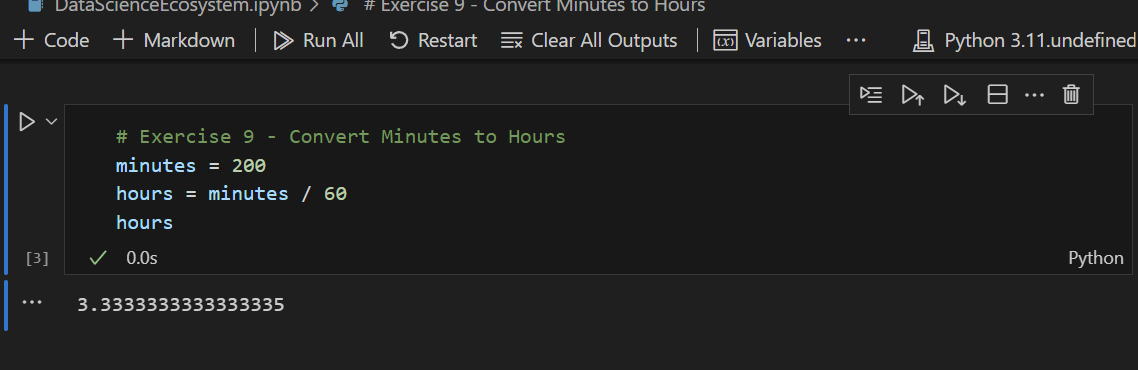 DataScienceEcosystem.ipynb > # Exercise 9 - Convert Minutes to Hours
+ Code + Markdown | Run All Restart Clear All Outputs | (x) Variables ... Python 3.11.undefined
...
# Exercise 9 - Convert Minutes to Hours
minutes = 200
hours = minutes / 60
hours
[3] ✓ 0.0s Python
... 3.3333333333333335